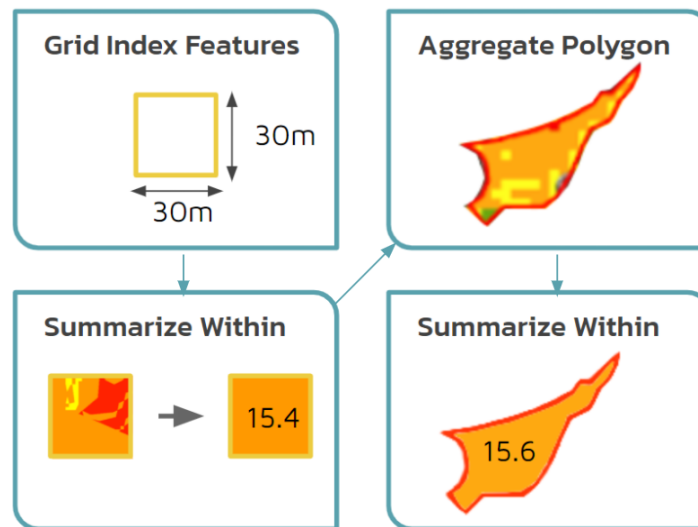 Grid Index Features
30m
30m
Summarize Within
15.4
Aggregate Polygon
Summarize Within
15.6